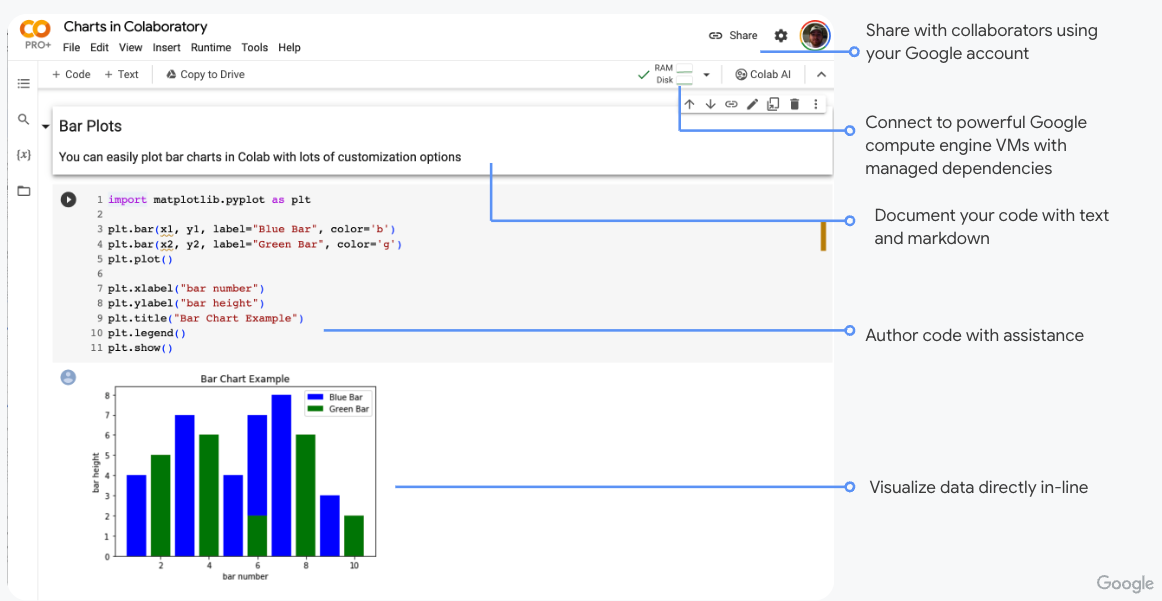 Charts in Colaboratory
PRO+
File Edit View Insert Runtime Tools Help
Share
Share with collaborators using
your Google account
+ Code + Text Copy to Drive
RAM
Disk
Colab AI
Connect to powerful Google
compute engine VMs with
managed dependencies
Bar Plots
You can easily plot bar charts in Colab with lots of customization options
{x}
Document your code with text
and markdown
1 import matplotlib.pyplot as plt
2
3 plt.bar(x1, y1, label="Blue Bar", color='b')
4 plt.bar(x2, y2, label="Green Bar", color='g')
5 plt.plot()
6
7 plt.xlabel("bar number")
8 plt.ylabel("bar height")
9 plt.title("Bar Chart Example")
10 plt.legend()
11 plt.show()
Author code with assistance
Bar Chart Example
Blue Bar
Green Bar
bar height
8
7
6
5
4
3
2
1
0
2 4 6 8 10
bar number
Visualize data directly in-line
Google